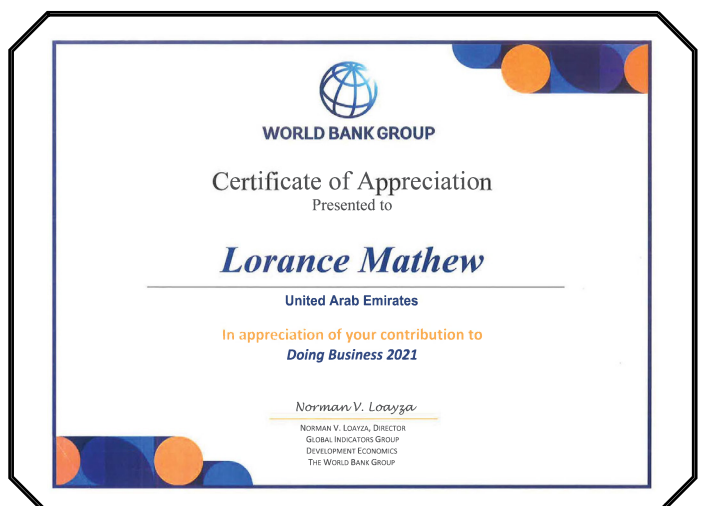 WORLD BANK GROUP
Certificate of Appreciation
Presented to
Lorance Mathew
United Arab Emirates
In appreciation of your contribution to
Doing Business 2021
Norman V. Loayza
NORMAN V. LOAYZA, DIRECTOR
GLOBAL INDICATORS GROUP
DEVELOPMENT ECONOMICS
THE WORLD BANK GROUP